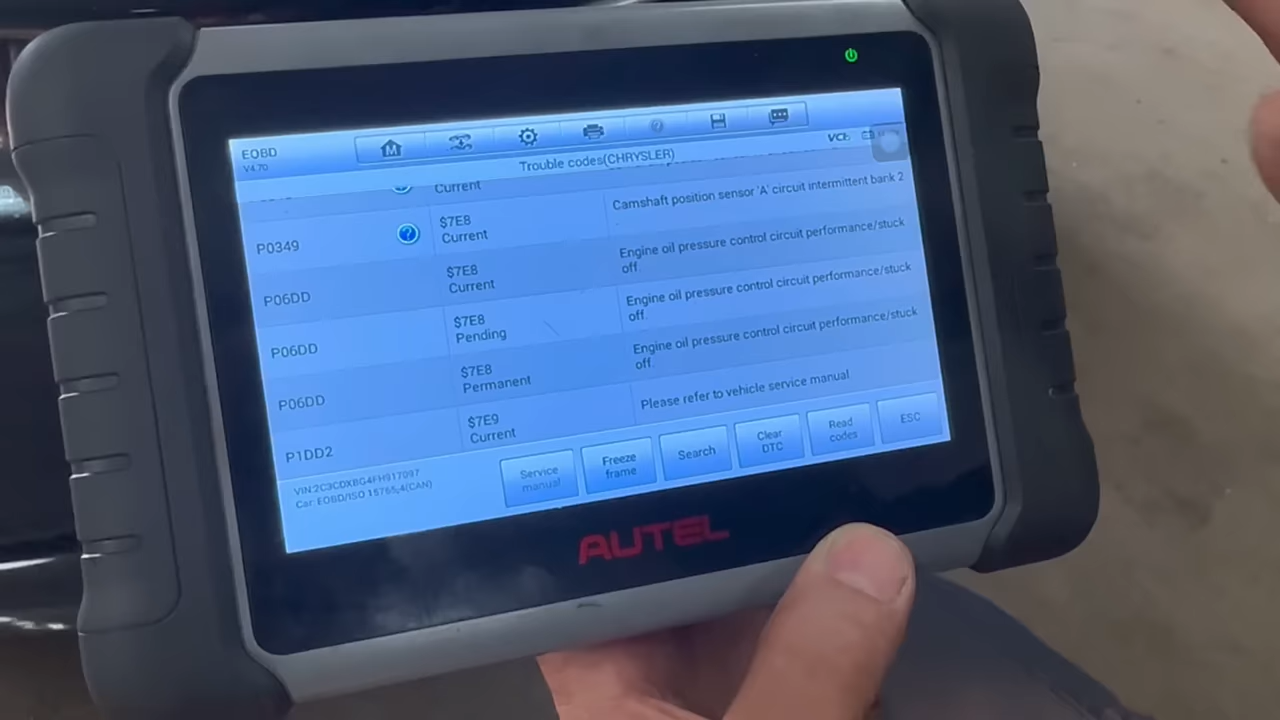 EOBD
V4.70
Trouble codes(CHRYSLER)
VCI
Current
P0349
$7E8
Current
Camshaft position sensor 'A' circuit intermittent bank 2
P06DD
$7E8
Current
Engine oil pressure control circuit performance/stuck
off.
P06DD
$7E8
Pending
Engine oil pressure control circuit performance/stuck
off.
P06DD
$7E8
Permanent
Engine oil pressure control circuit performance/stuck
off.
P1DD2
$7E9
Current
Please refer to vehicle service manual
VIN:2C3CDXBG4FH917097
Car: EOBD/ISO 15765,4(CAN)
Service
manual
Freeze
frame
Search
Clear
DTC
Read
codes
ESC
AUTEL